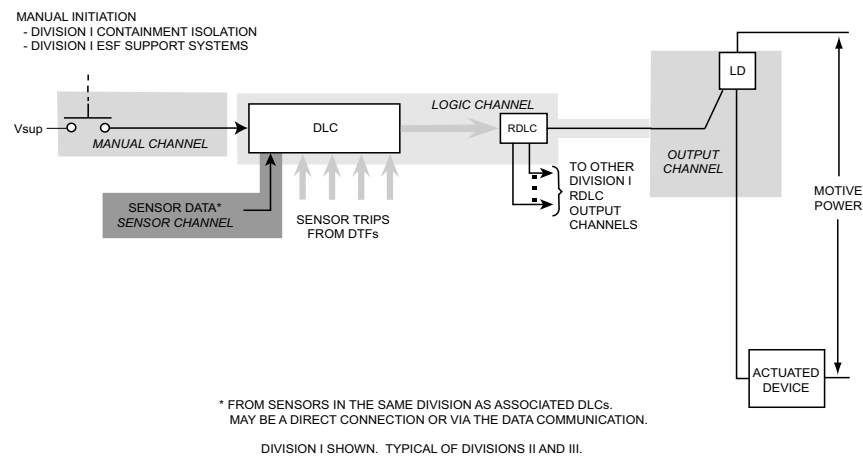 MANUAL INITIATION
- DIVISION I CONTAINMENT ISOLATION
- DIVISION I ESF SUPPORT SYSTEMS
LD
LOGIC CHANNEL
Vsup
MANUAL CHANNEL
DLC
RDLC
OUTPUT
CHANNEL
MOTIVE
POWER
SENSOR DATA*
SENSOR CHANNEL
SENSOR TRIPS
FROM DTFs
TO OTHER
DIVISION I
RDLC
OUTPUT
CHANNELS
ACTUATED
DEVICE
* FROM SENSORS IN THE SAME DIVISION AS ASSOCIATED DLCs.
MAY BE A DIRECT CONNECTION OR VIA THE DATA COMMUNICATION.
DIVISION I SHOWN. TYPICAL OF DIVISIONS II AND III.